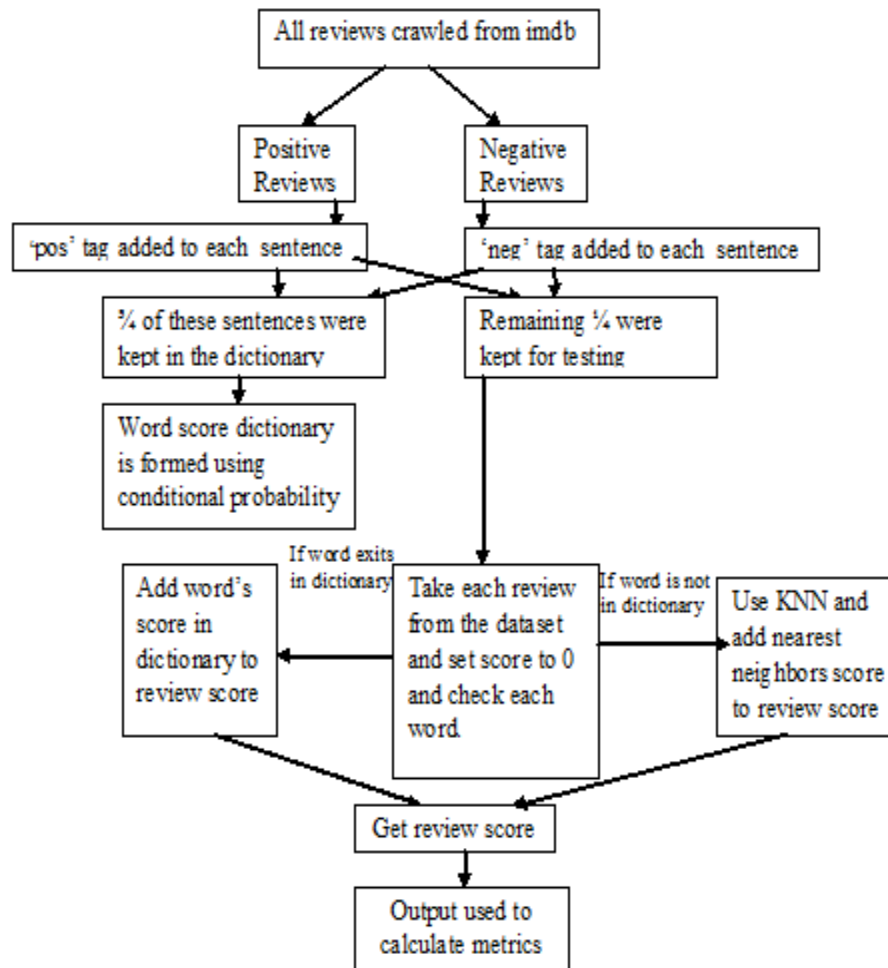 All reviews crawled from imdb
Positive
Reviews
Negative
Reviews
‘pos’ tag added to each sentence
‘neg’ tag added to each sentence
¾ of these sentences were
kept in the dictionary
Remaining ¼ were
kept for testing
Word score dictionary
is formed using
conditional probability
If word exits
in dictionary
Add word’s
score in
dictionary to
review score
Take each review
from the dataset
and set score to 0
and check each
word.
If word is not
in dictionary
Use KNN and
add nearest
neighbors score
to review score
Get review score
Output used to
calculate metrics